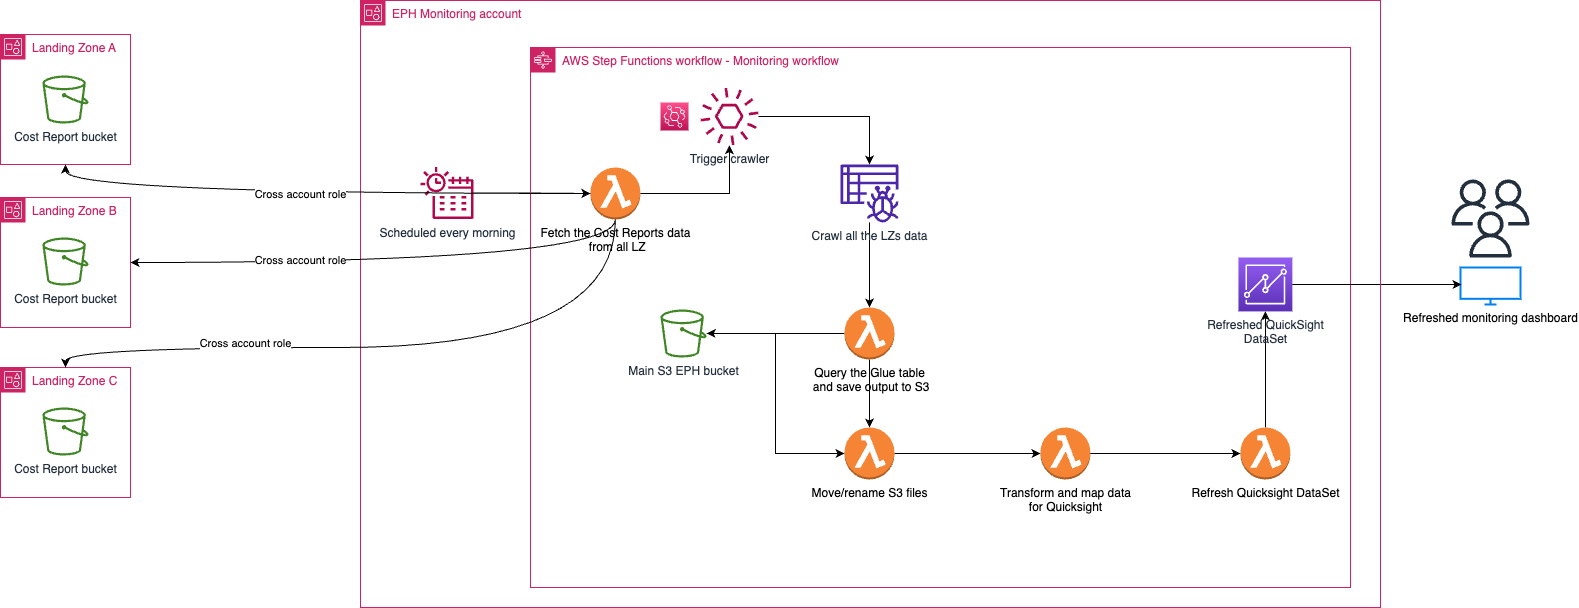 EPH Monitoring account
Landing Zone A
Cost Report bucket
AWS Step Functions workflow - Monitoring workflow
Trigger crawler
Cross account role
Scheduled every morning
Fetch the Cost Reports data
from all LZ
Crawl all the LZs data
Landing Zone B
Cost Report bucket
Cross account role
Cross account role
Landing Zone C
Cost Report bucket
Main S3 EPH bucket
Query the Glue table
and save output to S3
Move/rename S3 files
Transform and map data
for Quicksight
Refresh Quicksight DataSet
Refreshed QuickSight
DataSet
Refreshed monitoring dashboard